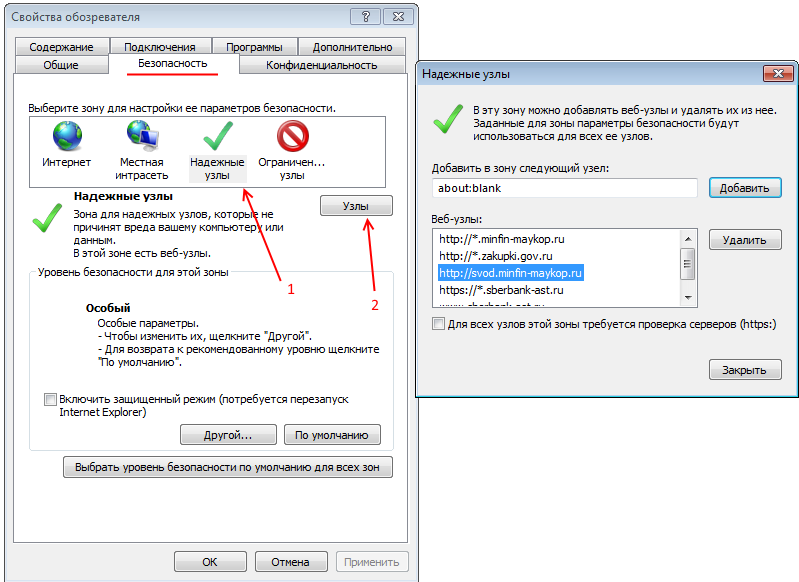 Свойства обозревателя
Содержание
Подключения
Программы
Дополнительно
Общие
Безопасность
Конфиденциальность
Выберите зону для настройки ее параметров безопасности.
Интернет
Местная
интрасеть
Надежные
узлы
Ограничен...
узлы
Надежные узлы
Зона для надежных узлов, которые не
причинят вреда вашему компьютеру или
данным.
В этой зоне есть веб-узлы.
Узлы
Уровень безопасности для этой зоны
1
2
Особый
Особые параметры.
- Чтобы изменить их, щелкните "Другой".
- Для возврата к рекомендованному уровню щелкните
"По умолчанию".
Включить защищенный режим (потребуется перезапуск
Internet Explorer)
Другой...
По умолчанию
Выбрать уровень безопасности по умолчанию для всех зон
OK
Отмена
Применить
Надежные узлы
В эту зону можно добавлять веб-узлы и удалять их из нее.
Заданные для зоны параметры безопасности будут
использоваться для всех ее узлов.
Добавить в зону следующий узел:
about:blank
Добавить
Веб-узлы:
http://*.minfin-maykop.ru
http://*.zakupki.gov.ru
http://svod.minfin-maykop.ru
https://*.sberbank-ast.ru
www.sberbank-ast.ru
Удалить
Для всех узлов этой зоны требуется проверка серверов (https:)
Закрыть